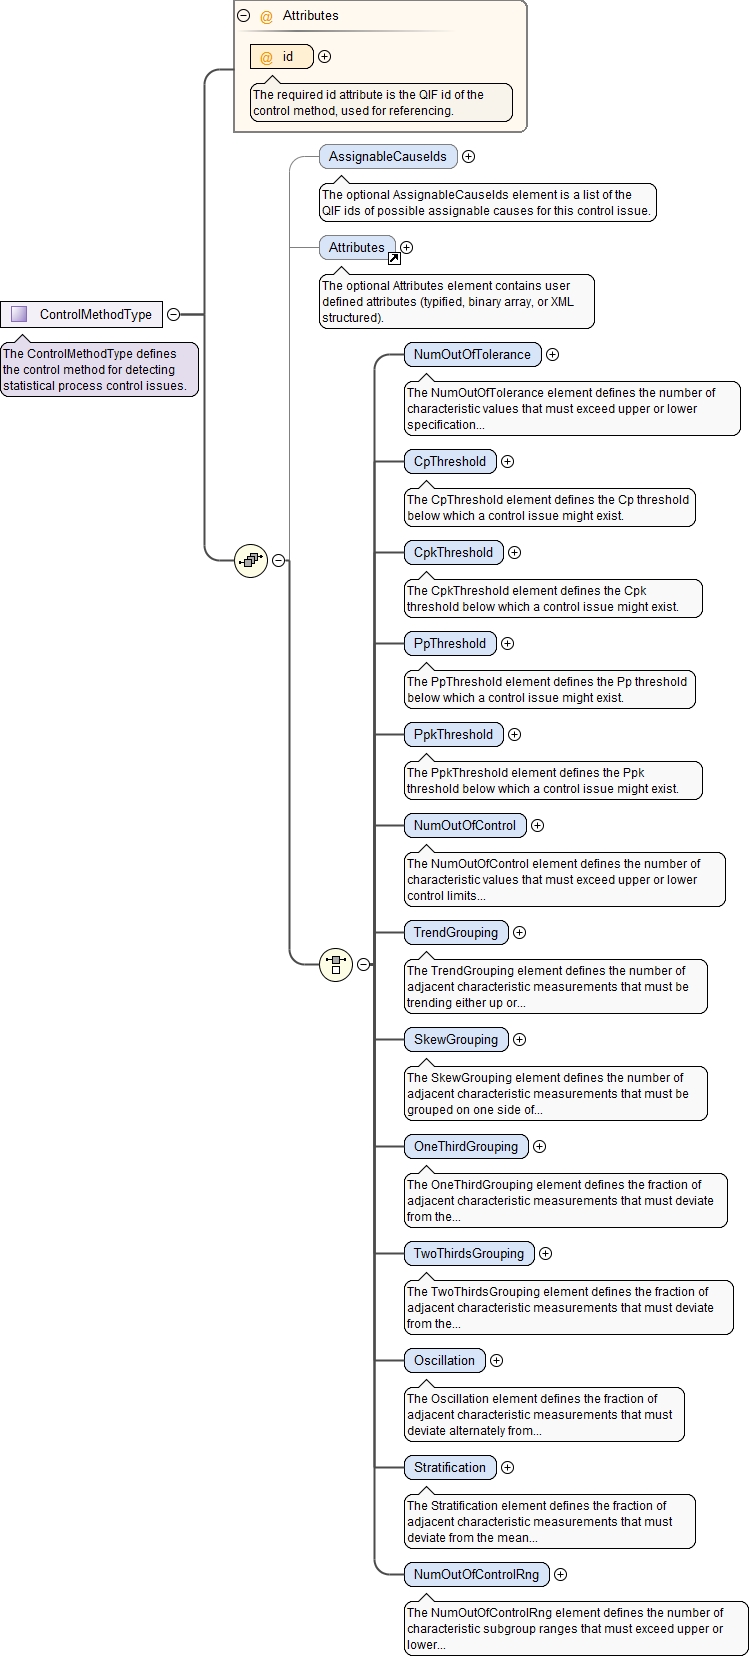 @ Attributes
@ id
The required id attribute is the QIF id of the
control method, used for referencing.
AssignableCauseIds
The optional AssignableCauseIds element is a list of the
QIF ids of possible assignable causes for this control issue.
Attributes
The optional Attributes element contains user
defined attributes (typified, binary array, or XML
structured).
ControlMethodType
The ControlMethodType defines
the control method for detecting
statistical process control issues.
NumOutOfTolerance
The NumOutOfTolerance element defines the number of
characteristic values that must exceed upper or lower
specification...
CpThreshold
The CpThreshold element defines the Cp threshold
below which a control issue might exist.
CpkThreshold
The CpkThreshold element defines the Cpk
threshold below which a control issue might exist.
PpThreshold
The PpThreshold element defines the Pp threshold
below which a control issue might exist.
PpkThreshold
The PpkThreshold element defines the Ppk
threshold below which a control issue might exist.
NumOutOfControl
The NumOutOfControl element defines the number of
characteristic values that must exceed upper or lower
control limits...
TrendGrouping
The TrendGrouping element defines the number of
adjacent characteristic measurements that must be
trending either up or...
SkewGrouping
The SkewGrouping element defines the number of
adjacent characteristic measurements that must be
grouped on one side of...
OneThirdGrouping
The OneThirdGrouping element defines the fraction of
adjacent characteristic measurements that must deviate
from the...
TwoThirdsGrouping
The TwoThirdsGrouping element defines the fraction of
adjacent characteristic measurements that must deviate
from the...
Oscillation
The Oscillation element defines the fraction of
adjacent characteristic measurements that must
deviate alternately from...
Stratification
The Stratification element defines the fraction of
adjacent characteristic measurements that must
deviate from the mean...
NumOutOfControlRng
The NumOutOfControlRng element defines the number of
characteristic subgroup ranges that must exceed upper or
lower...